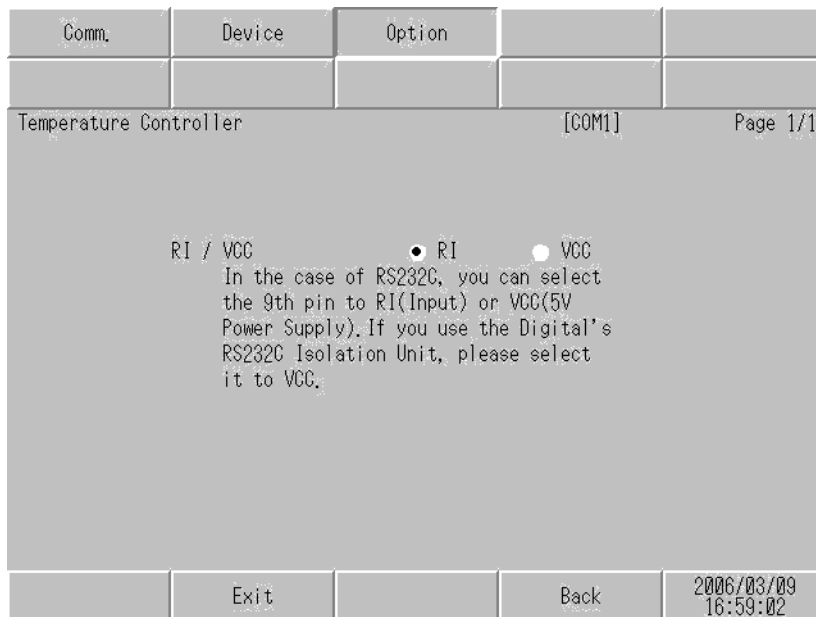 Comm. Device Option
Temperature Controller [COM1] Page 1/1
RI / VCC RI VCC
In the case of RS232C, you can select
the 9th pin to RI(Input) or VCC(5V
Power Supply).If you use the Digital's
RS232C Isolation Unit, please select
it to VCC.
Exit Back 2006/03/09
16:59:02